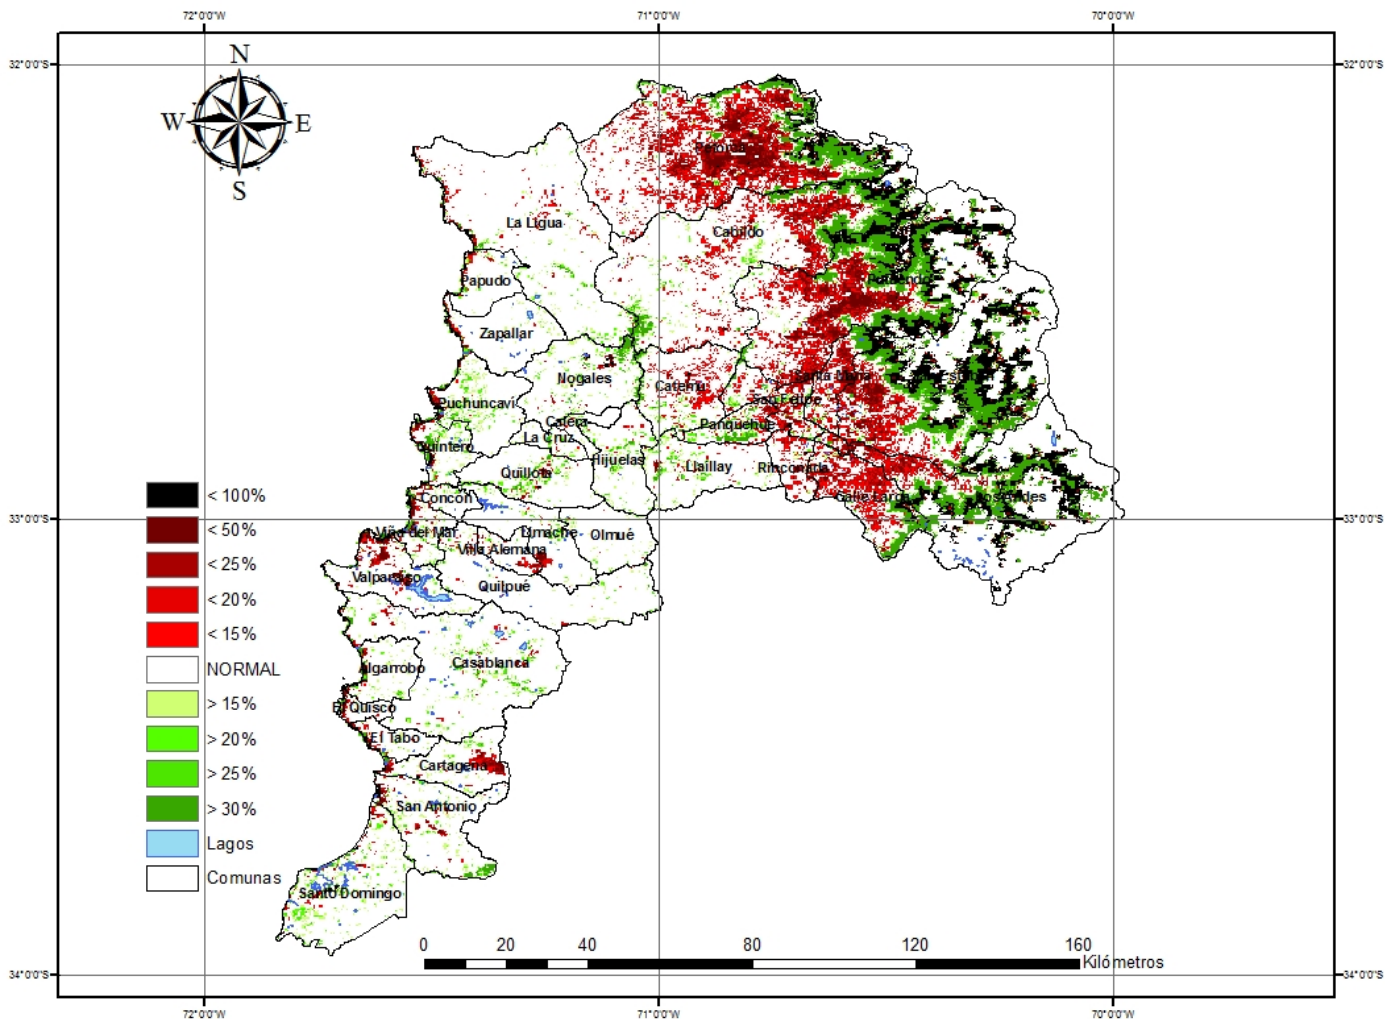 72°0'0"W 71°0'0"W 70°0'0"W
32°0'0"S 32°0'0"S
N
W E
S
Petorca
La Ligua
Cabildo
Papudo
Putaendo
Zapallar
Nogales
Catemu
Santa María
San Esteban
San Felipe
Puchuncaví
Calera
Panquehue
La Cruz
Quintero
Hijuelas
Llaillay
Rinconada
Quillota
Calle Larga
Los Andes
Concón
33°0'0"S 33°0'0"S
Viña del Mar
Limache
Olmué
Villa Alemana
Valparaíso
Quilpué
Casablanca
Algarrobo
El Quisco
El Tabo
Cartagena
San Antonio
Santo Domingo
< 100%
< 50%
< 25%
< 20%
< 15%
NORMAL
> 15%
> 20%
> 25%
> 30%
Lagos
Comunas
0 20 40 80 120 160
Kilómetros
34°0'0"S 34°0'0"S
72°0'0"W 71°0'0"W 70°0'0"W